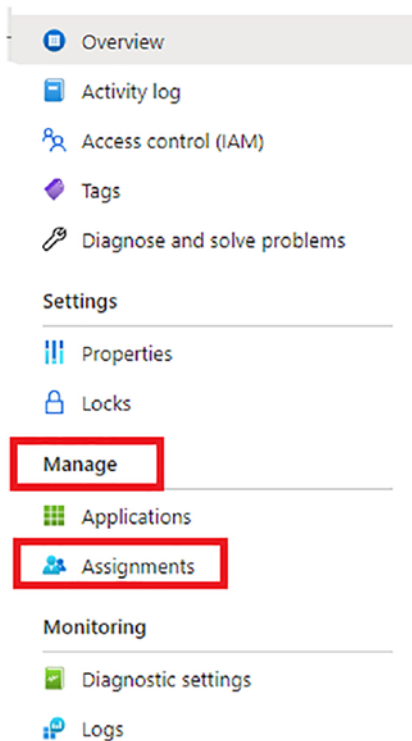 Overview
Activity log
Access control (IAM)
Tags
Diagnose and solve problems
Settings
Properties
Locks
Manage
Applications
Assignments
Monitoring
Diagnostic settings
Logs